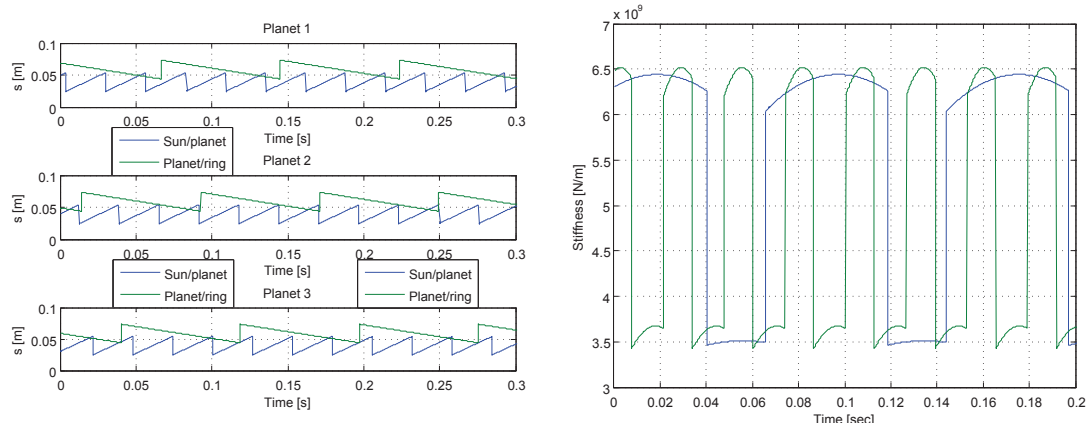 Planet 1
0.1
0.05
0
s [m]
0 0.05 0.1 0.15 0.2 0.25 0.3
Time [s]
Sun/planet
Planet/ring
Planet 2
0.1
0.05
0
s [m]
0 0.05 0.1 0.15 0.2 0.25 0.3
Time [s]
Sun/planet
Planet/ring
Sun/planet
Planet/ring
Planet 3
0.1
0.05
0
s [m]
0 0.05 0.1 0.15 0.2 0.25 0.3
Time [s]
x 10⁹
7
6.5
6
5.5
5
4.5
4
3.5
3
Stiffness [N/m]
0 0.02 0.04 0.06 0.08 0.1 0.12 0.14 0.16 0.18 0.2
Time [sec]